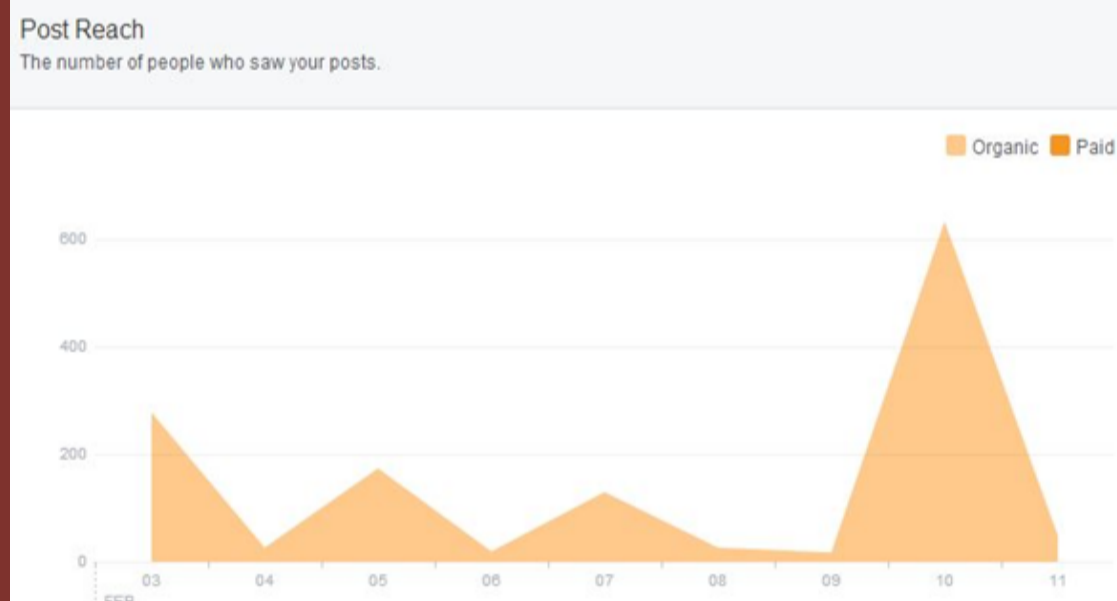 Post Reach
The number of people who saw your posts.
Organic Paid
600
400
200
0
03 04 05 06 07 08 09 10 11
FEB